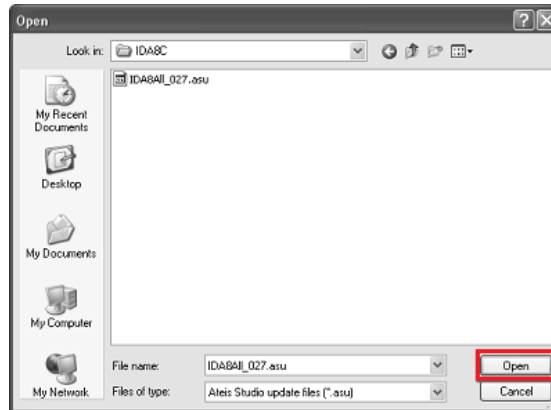 Open
Look in: IDA8C
IDA8All_027.asu
My Recent
Documents
Desktop
My Documents
My Computer
My Network
File name: IDA8All_027.asu Open
Files of type: Ateis Studio update files (*.asu) Cancel